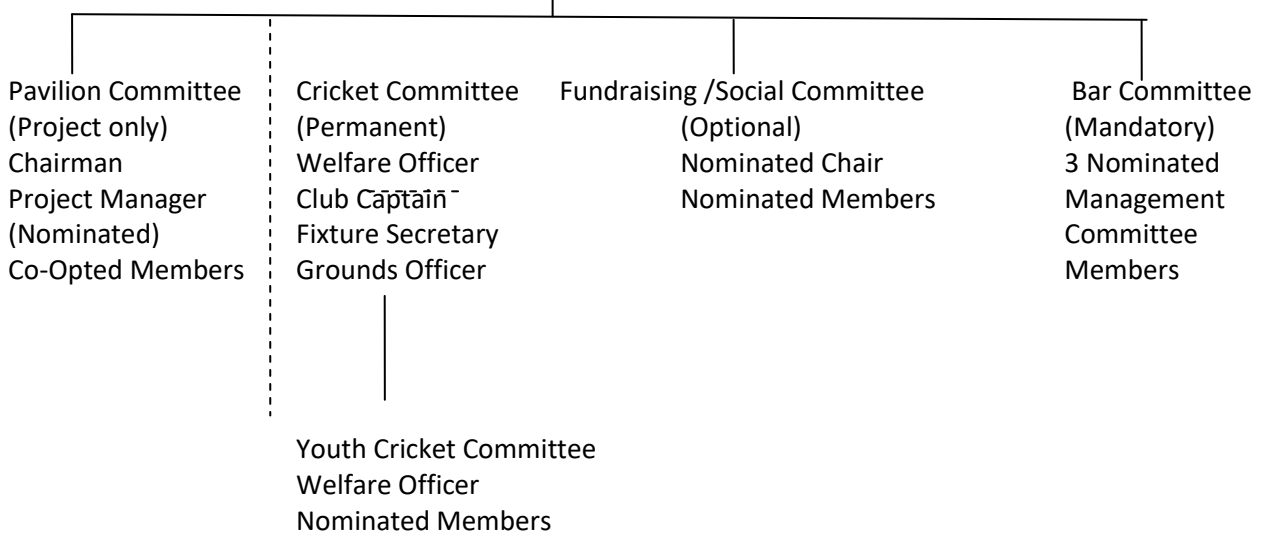 Pavilion Committee
(Project only)
Chairman
Project Manager
(Nominated)
Co-Opted Members
Cricket Committee
(Permanent)
Welfare Officer
Club Captain
Fixture Secretary
Grounds Officer
Fundraising /Social Committee
(Optional)
Nominated Chair
Nominated Members
Bar Committee
(Mandatory)
3 Nominated
Management
Committee
Members
Youth Cricket Committee
Welfare Officer
Nominated Members